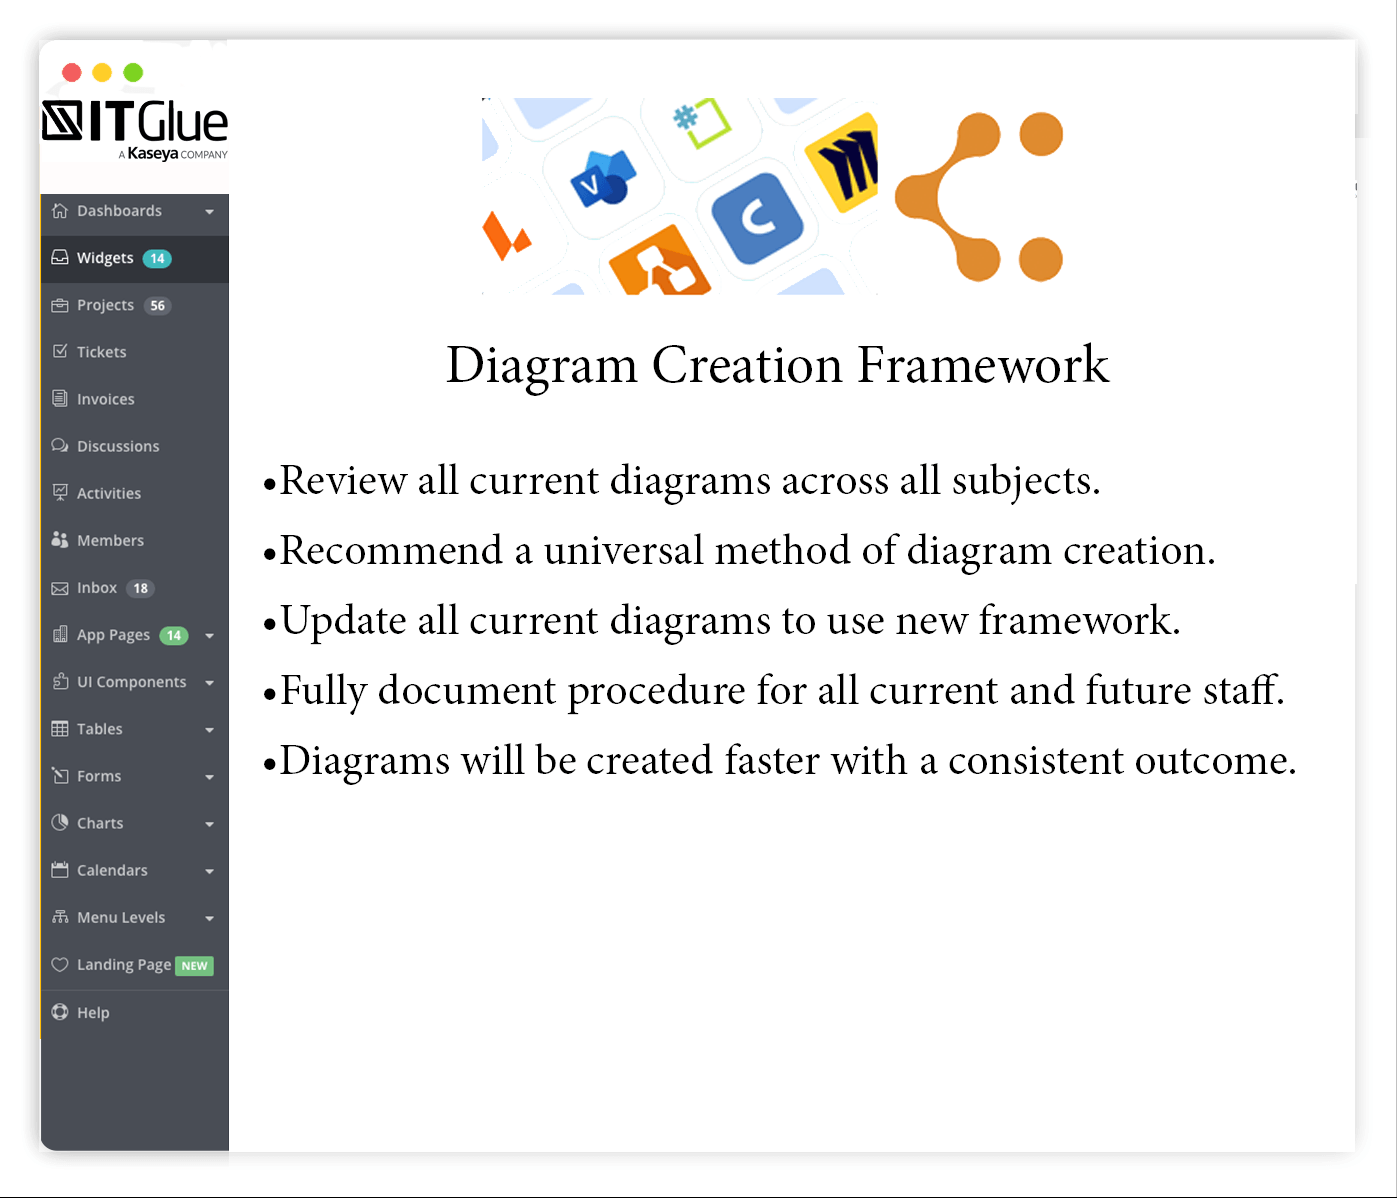 ITGlue
A Kaseya COMPANY
Dashboards
Widgets 14
Projects 56
Tickets
Invoices
Discussions
Activities
Members
Inbox 18
App Pages 14
UI Components
Tables
Forms
Charts
Calendars
Menu Levels
Landing Page NEW
Help
V
C
Diagram Creation Framework
•Review all current diagrams across all subjects.
•Recommend a universal method of diagram creation.
•Update all current diagrams to use new framework.
•Fully document procedure for all current and future staff.
•Diagrams will be created faster with a consistent outcome.